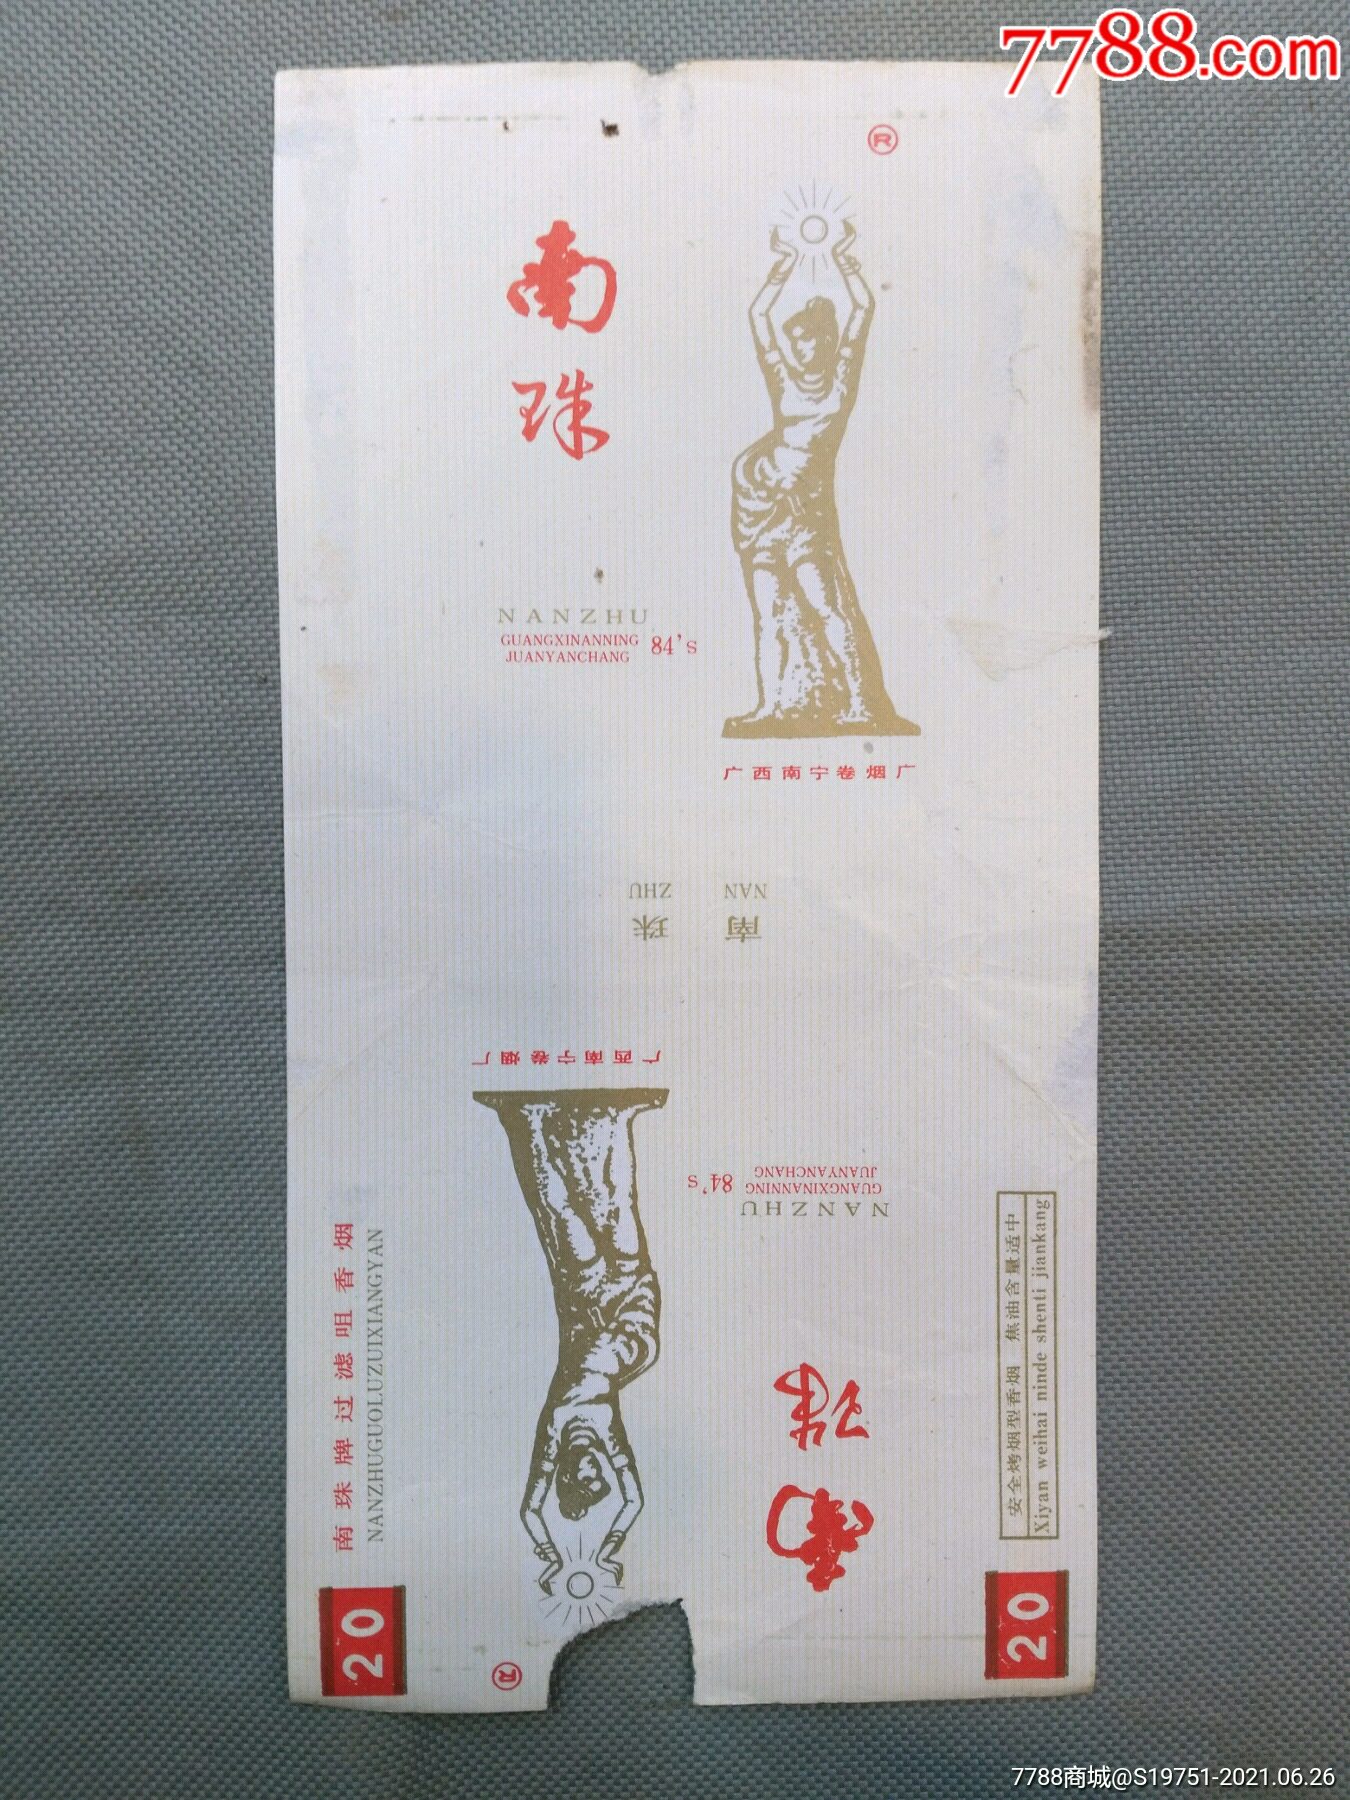 7788.com
®
南
珠
NANZHU
GUANGXINANNING
JUANYANCHANG
84's
广西南宁卷烟厂
NAN ZHU
南 珠
广西南宁卷烟厂
84's
GUANGXINANNING
JUANYANCHANG
NANZHU
南
珠
®
南珠牌过滤咀香烟
NANZHUGUOLUZUIXIANGYAN
20
安全烤烟型香烟 焦油含量适中
Xiyan weihai ninde shenti jiankang
20
7788商城@S19751-2021.06.26